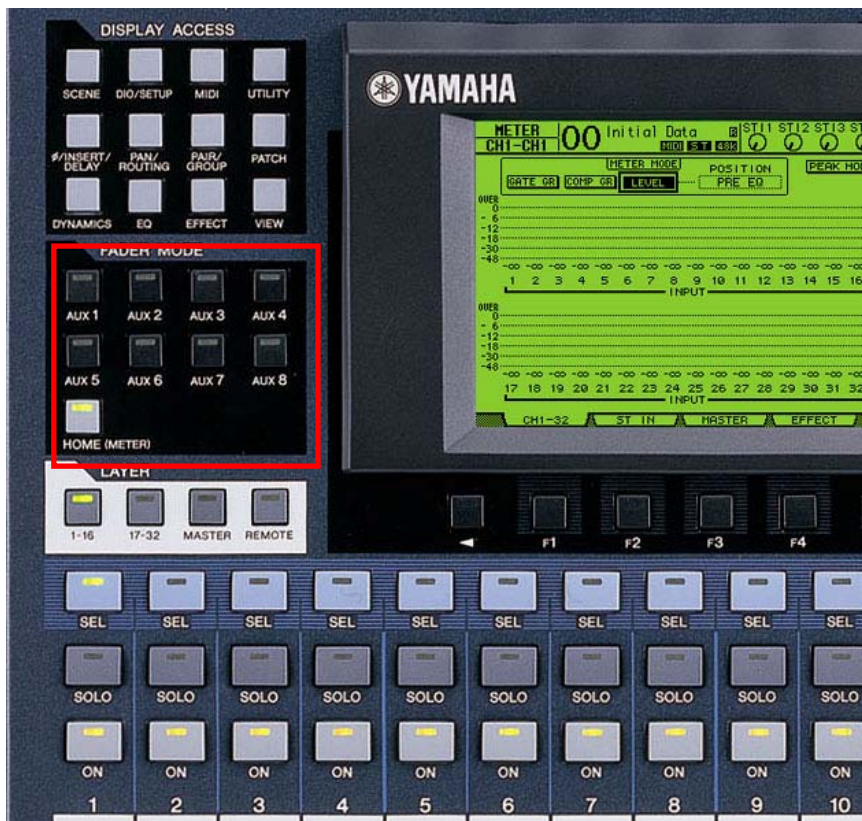 DISPLAY ACCESS
SCENE DIO/SETUP MIDI UTILITY
ø/INSERT/DELAY PAN/ROUTING PAIR/GROUP PATCH
DYNAMICS EQ EFFECT VIEW
FADER MODE
AUX 1 AUX 2 AUX 3 AUX 4
AUX 5 AUX 6 AUX 7 AUX 8
HOME (METER)
YAMAHA
METER 00 Initial Data R STI1 STI2 STI3
CH1-CH1 MIDI ST 48k
METER MODE POSITION
GATE GR COMP GR LEVEL PRE EQ
OVER
0
-6
-12
-18
-30
-48
-∞ -∞ -∞ -∞ -∞ -∞ -∞ -∞ -∞ -∞ -∞ -∞ -∞ -∞ -∞ -∞
1 2 3 4 5 6 7 8 9 10 11 12 13 14 15 16
INPUT
OVER
0
-6
-12
-18
-30
-48
-∞ -∞ -∞ -∞ -∞ -∞ -∞ -∞ -∞ -∞ -∞ -∞ -∞ -∞ -∞ -∞
17 18 19 20 21 22 23 24 25 26 27 28 29 30 31 32
INPUT
CH1-32 ST IN MASTER EFFECT
LAYER
1-16 17-32 MASTER REMOTE
F1 F2 F3 F4
SEL SEL SEL SEL SEL SEL SEL SEL SEL SEL
SOLO SOLO SOLO SOLO SOLO SOLO SOLO SOLO SOLO SOLO
ON ON ON ON ON ON ON ON ON ON
1 2 3 4 5 6 7 8 9 10